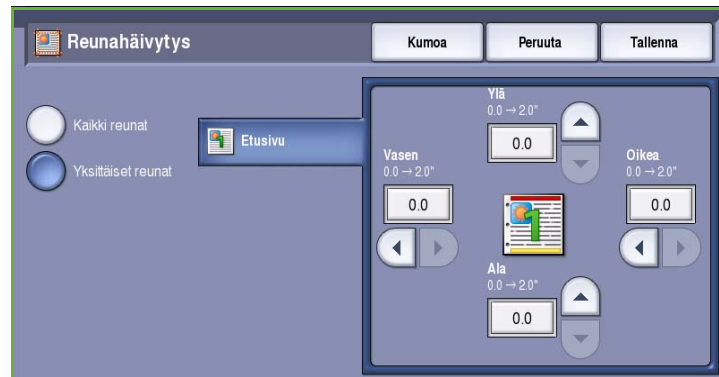 Reunahäivytys
Kumoa
Peruuta
Tallenna
Kaikki reunat
Yksittäiset reunat
Etusivu
Ylä
0.0 → 2.0"
0.0
Vasen
0.0 → 2.0"
0.0
Oikea
0.0 → 2.0"
0.0
1
Ala
0.0 → 2.0"
0.0